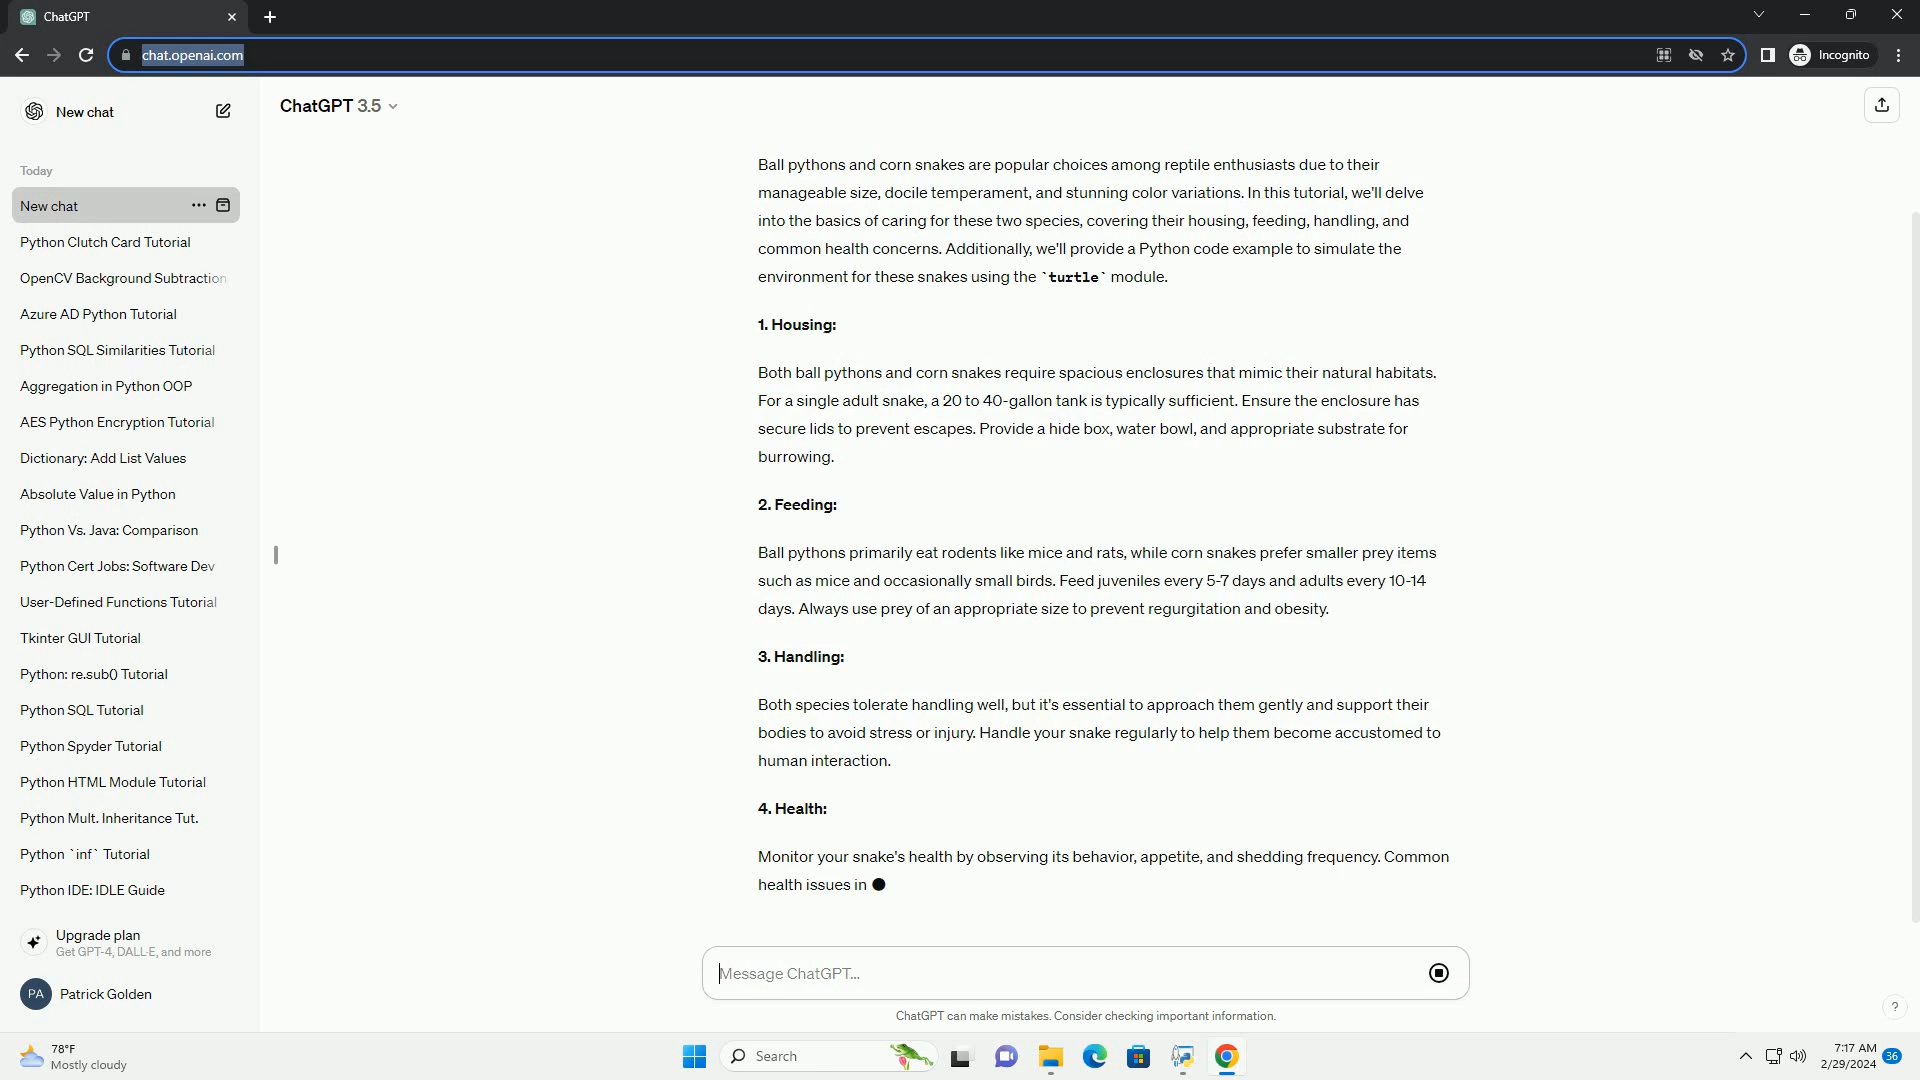 ChatGPT
chat.openai.com
Incognito
New chat
ChatGPT 3.5
Today
New chat
Python Clutch Card Tutorial
OpenCV Background Subtraction
Azure AD Python Tutorial
Python SQL Similarities Tutorial
Aggregation in Python OOP
AES Python Encryption Tutorial
Dictionary: Add List Values
Absolute Value in Python
Python Vs. Java: Comparison
Python Cert Jobs: Software Dev
User-Defined Functions Tutorial
Tkinter GUI Tutorial
Python: re.sub() Tutorial
Python SQL Tutorial
Python Spyder Tutorial
Python HTML Module Tutorial
Python Mult. Inheritance Tut.
Python `inf` Tutorial
Python IDE: IDLE Guide
Upgrade plan
Get GPT-4, DALL·E, and more
PA Patrick Golden
Ball pythons and corn snakes are popular choices among reptile enthusiasts due to their
manageable size, docile temperament, and stunning color variations. In this tutorial, we'll delve
into the basics of caring for these two species, covering their housing, feeding, handling, and
common health concerns. Additionally, we'll provide a Python code example to simulate the
environment for these snakes using the `turtle` module.
1. Housing:
Both ball pythons and corn snakes require spacious enclosures that mimic their natural habitats.
For a single adult snake, a 20 to 40-gallon tank is typically sufficient. Ensure the enclosure has
secure lids to prevent escapes. Provide a hide box, water bowl, and appropriate substrate for
burrowing.
2. Feeding:
Ball pythons primarily eat rodents like mice and rats, while corn snakes prefer smaller prey items
such as mice and occasionally small birds. Feed juveniles every 5-7 days and adults every 10-14
days. Always use prey of an appropriate size to prevent regurgitation and obesity.
3. Handling:
Both species tolerate handling well, but it's essential to approach them gently and support their
bodies to avoid stress or injury. Handle your snake regularly to help them become accustomed to
human interaction.
4. Health:
Monitor your snake's health by observing its behavior, appetite, and shedding frequency. Common
health issues in
Message ChatGPT...
ChatGPT can make mistakes. Consider checking important information.
?
78°F
Mostly cloudy
Search
7:17 AM
2/29/2024
36